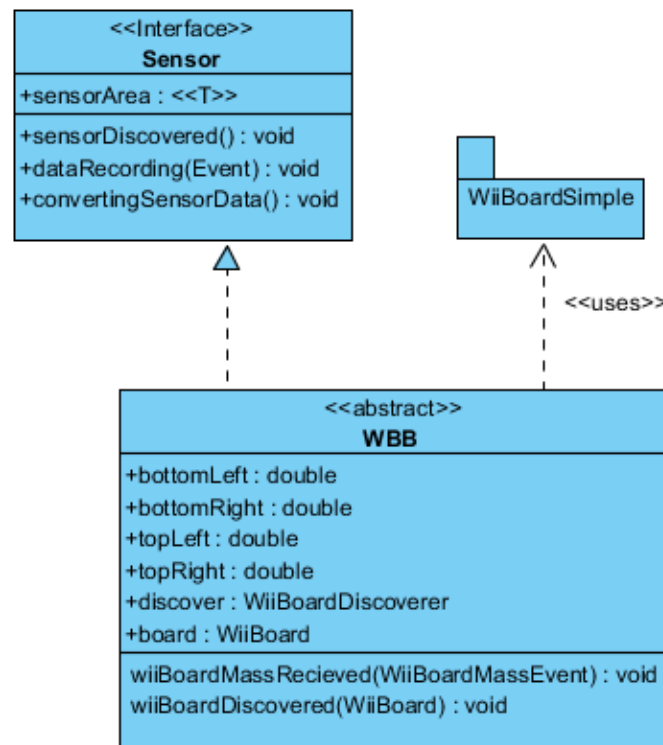 <<Interface>>
Sensor
+sensorArea : <<T>>
+sensorDiscovered() : void
+dataRecording(Event) : void
+convertingSensorData() : void
WiiBoardSimple
<<uses>>
<<abstract>>
WBB
+bottomLeft : double
+bottomRight : double
+topLeft : double
+topRight : double
+discover : WiiBoardDiscoverer
+board : WiiBoard
wiiBoardMassRecieved(WiiBoardMassEvent) : void
wiiBoardDiscovered(WiiBoard) : void